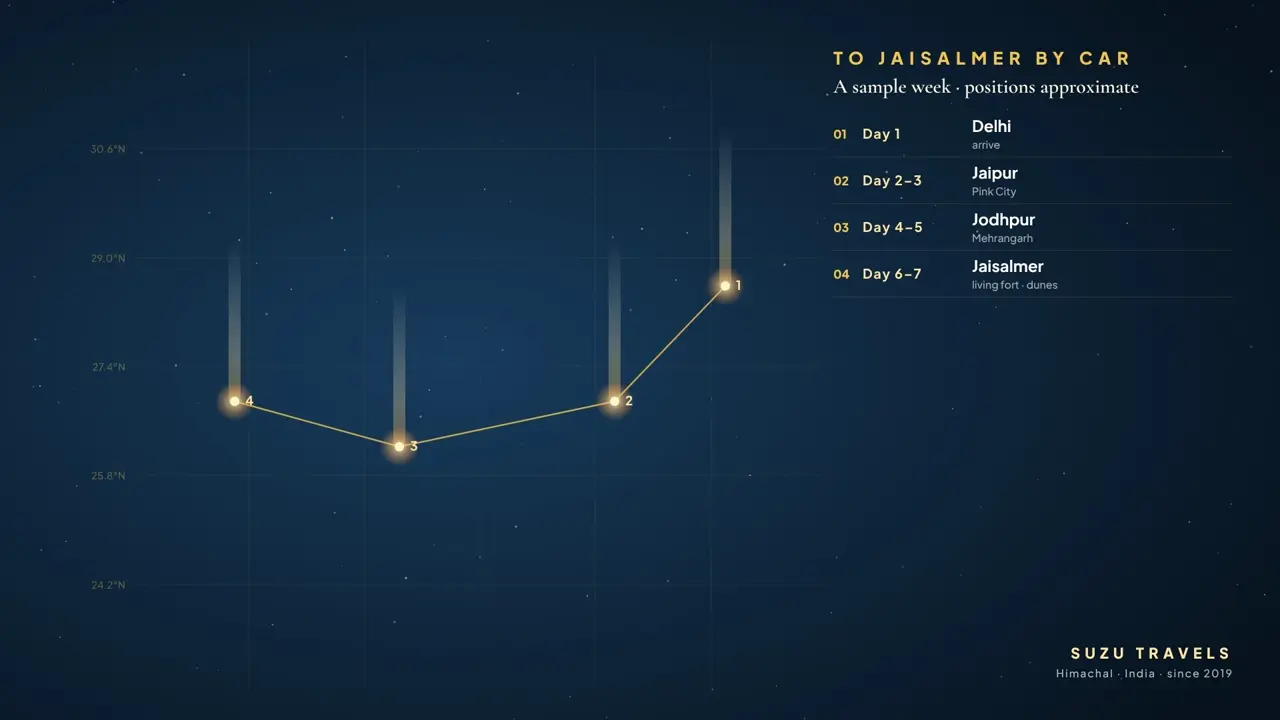 TO JAISALMER BY CAR
A sample week · positions approximate
01 Day 1 Delhi
arrive
02 Day 2–3 Jaipur
Pink City
03 Day 4–5 Jodhpur
Mehrangarh
04 Day 6–7 Jaisalmer
living fort · dunes
30.6°N
29.0°N
27.4°N
25.8°N
24.2°N
1
2
3
4
SUZU TRAVELS
Himachal · India · since 2019